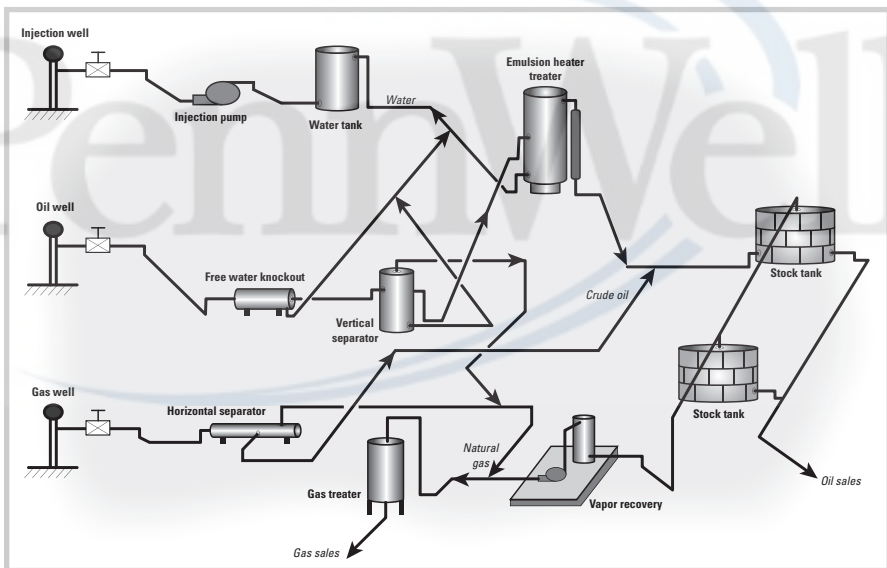 PennWell
Injection well
Injection pump
Water tank
Water
Emulsion heater
treater
Oil well
Free water knockout
Vertical
separator
Crude oil
Stock tank
Stock tank
Gas well
Horizontal separator
Gas treater
Natural
gas
Vapor recovery
Oil sales
Gas sales